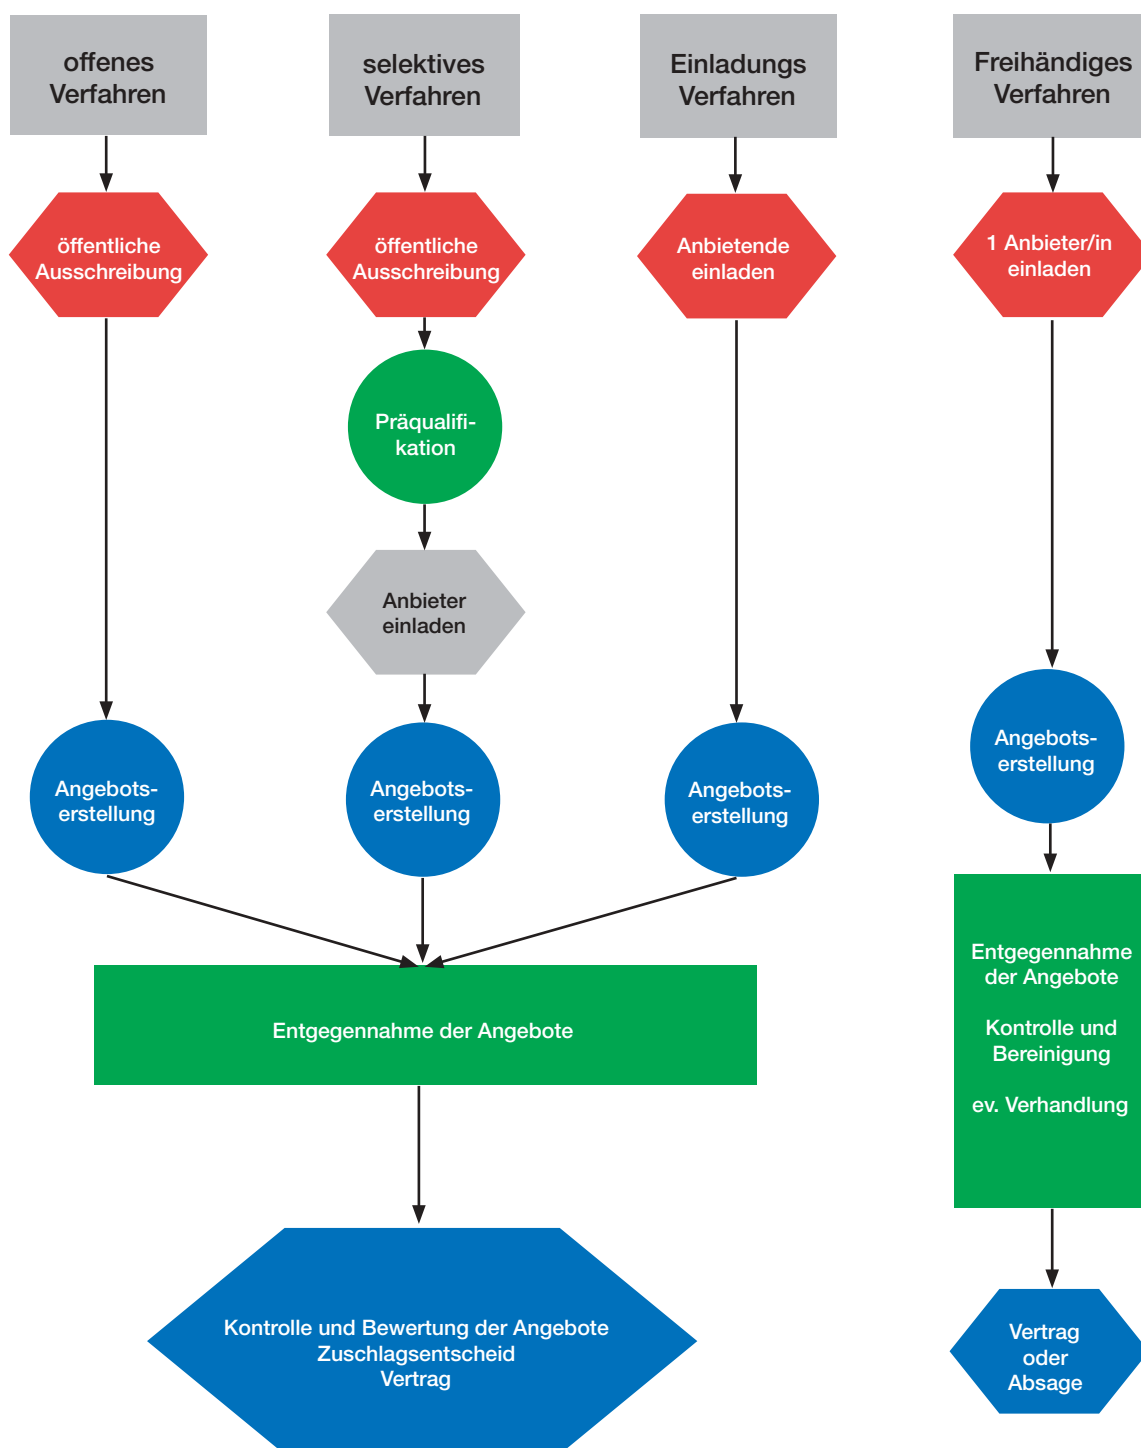 offenes
Verfahren
selektives
Verfahren
Einladungs
Verfahren
Freihändiges
Verfahren
öffentliche
Ausschreibung
öffentliche
Ausschreibung
Anbietende
einladen
1 Anbieter/in
einladen
Präqualifi-
kation
Anbieter
einladen
Angebots-
erstellung
Angebots-
erstellung
Angebots-
erstellung
Angebots-
erstellung
Entgegennahme der Angebote
Entgegennahme
der Angebote
Kontrolle und
Bereinigung
ev. Verhandlung
Kontrolle und Bewertung der Angebote
Zuschlagsentscheid
Vertrag
Vertrag
oder
Absage